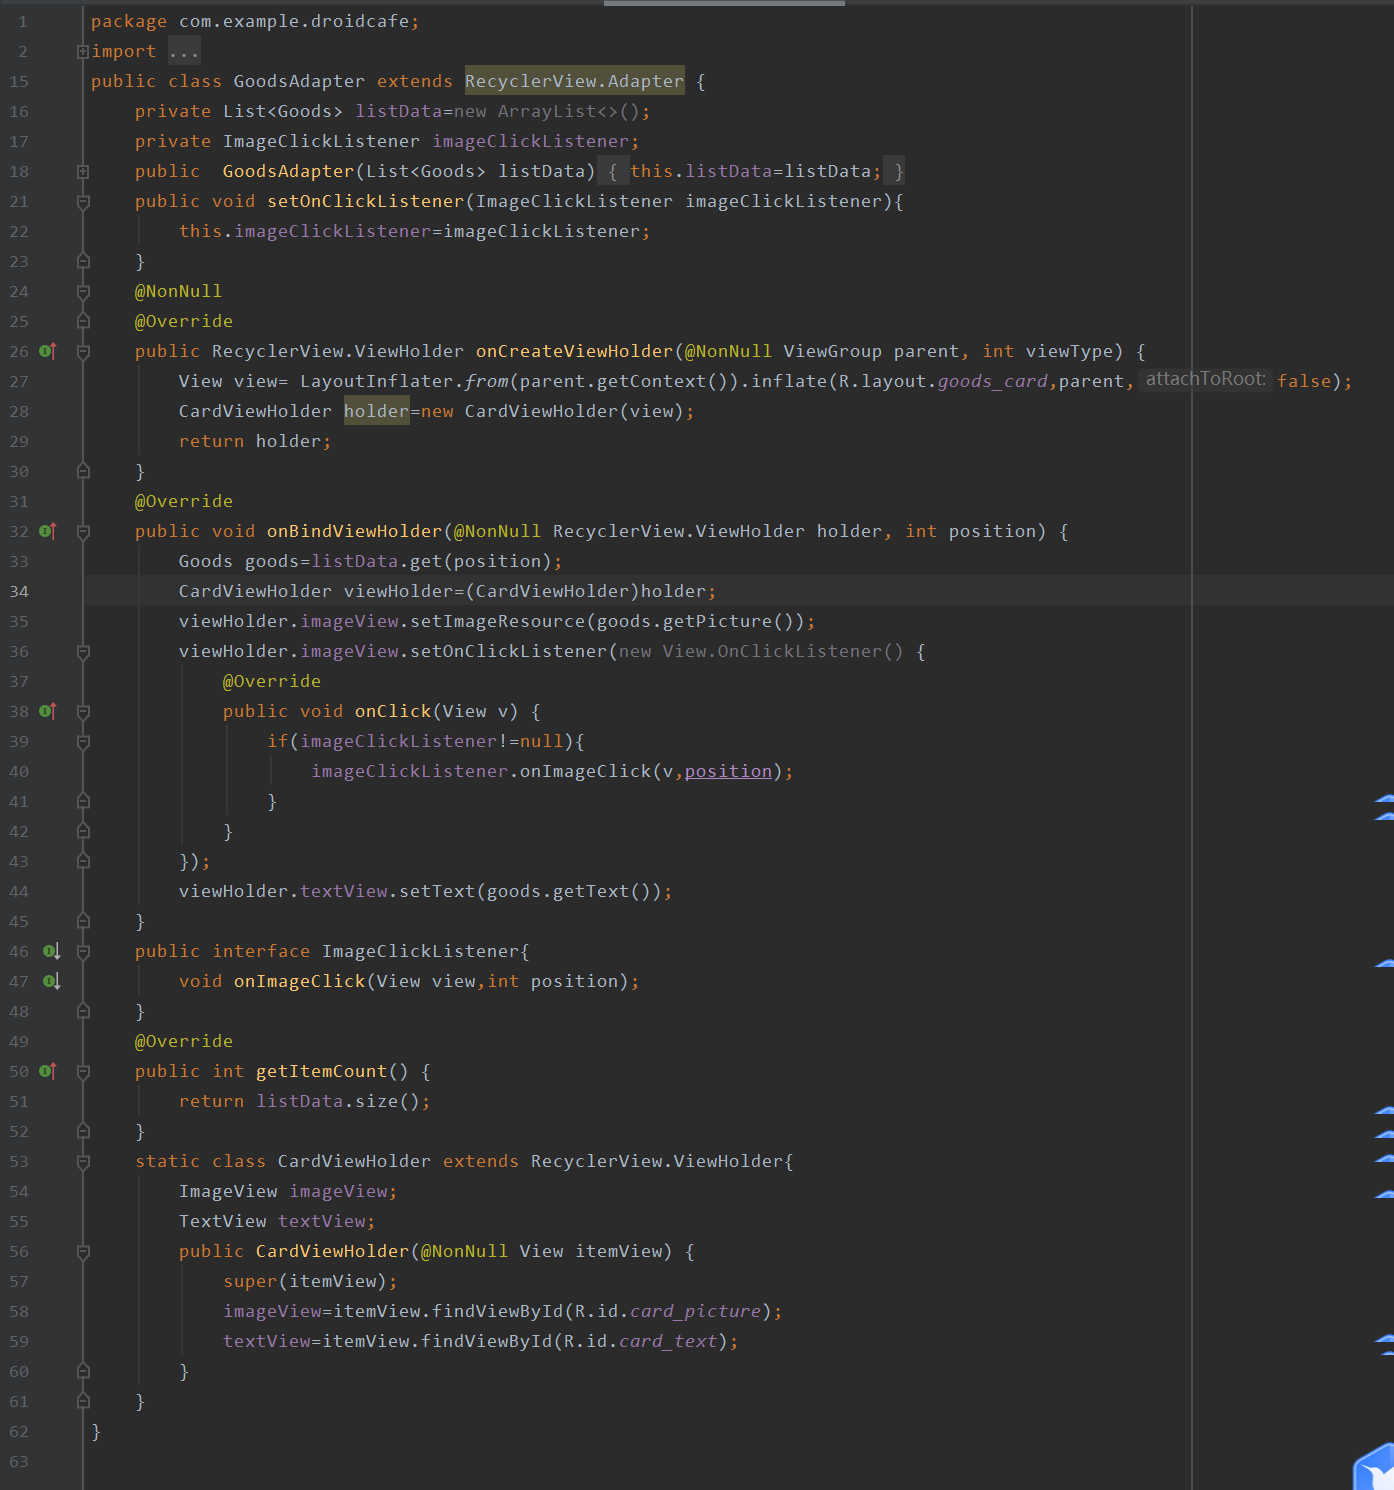 1 package com.example.droidcafe;
2 import ...
15 public class GoodsAdapter extends RecyclerView.Adapter {
16 private List<Goods> listData=new ArrayList<>();
17 private ImageClickListener imageClickListener;
18 public  GoodsAdapter(List<Goods> listData) { this.listData=listData; }
21 public void setOnClickListener(ImageClickListener imageClickListener){
22 this.imageClickListener=imageClickListener;
23 }
24 @NonNull
25 @Override
26 public RecyclerView.ViewHolder onCreateViewHolder(@NonNull ViewGroup parent, int viewType) {
27 View view= LayoutInflater.from(parent.getContext()).inflate(R.layout.goods_card,parent, attachToRoot: false);
28 CardViewHolder holder=new CardViewHolder(view);
29 return holder;
30 }
31 @Override
32 public void onBindViewHolder(@NonNull RecyclerView.ViewHolder holder, int position) {
33 Goods goods=listData.get(position);
34 CardViewHolder viewHolder=(CardViewHolder)holder;
35 viewHolder.imageView.setImageResource(goods.getPicture());
36 viewHolder.imageView.setOnClickListener(new View.OnClickListener() {
37 @Override
38 public void onClick(View v) {
39 if(imageClickListener!=null){
40 imageClickListener.onImageClick(v,position);
41 }
42 }
43 });
44 viewHolder.textView.setText(goods.getText());
45 }
46 public interface ImageClickListener{
47 void onImageClick(View view,int position);
48 }
49 @Override
50 public int getItemCount() {
51 return listData.size();
52 }
53 static class CardViewHolder extends RecyclerView.ViewHolder{
54 ImageView imageView;
55 TextView textView;
56 public CardViewHolder(@NonNull View itemView) {
57 super(itemView);
58 imageView=itemView.findViewById(R.id.card_picture);
59 textView=itemView.findViewById(R.id.card_text);
60 }
61 }
62 }
63